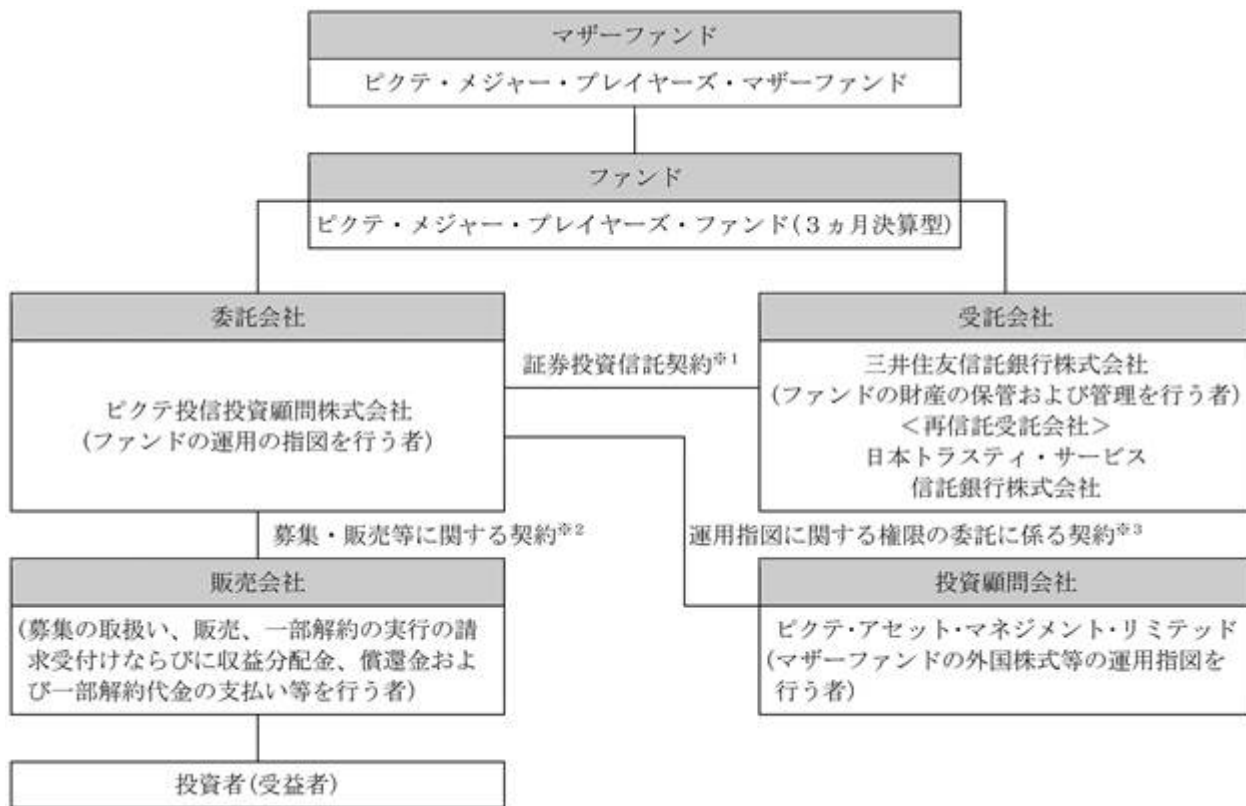 マザーファンド
ピクテ・メジャー・プレイヤーズ・マザーファンド
ファンド
ピクテ・メジャー・プレイヤーズ・ファンド(3ヵ月決算型)
委託会社
ピクテ投信投資顧問株式会社
(ファンドの運用の指図を行う者)
証券投資信託契約※1
受託会社
三井住友信託銀行株式会社
(ファンドの財産の保管および管理を行う者)
<再信託受託会社>
日本トラスティ・サービス
信託銀行株式会社
募集・販売等に関する契約※2
運用指図に関する権限の委託に係る契約※3
販売会社
(募集の取扱い、販売、一部解約の実行の請
求受付けならびに収益分配金、償還金およ
び一部解約代金の支払い等を行う者)
投資顧問会社
ピクテ・アセット・マネジメント・リミテッド
(マザーファンドの外国株式等の運用指図を
行う者)
投資者(受益者)